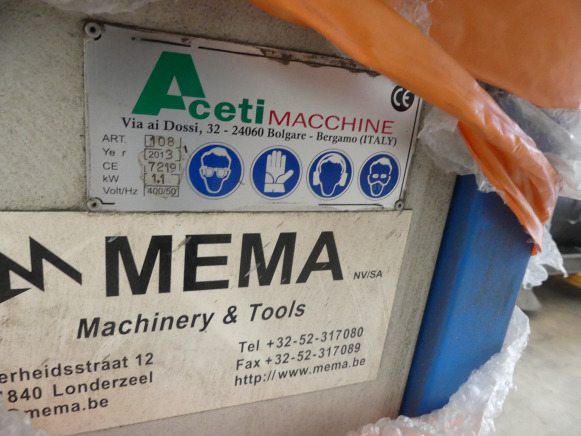 Aceti MACCHINE
CE
Via ai Dossi, 32 - 24060 Bolgare - Bergamo (ITALY)
ART. 108
Ye r 2013
CE 7219
kW 1.1
Volt/Hz 400/50
MEMA NV/SA
Machinery & Tools
erheidsstraat 12
840 Londerzeel
mema.be
Tel +32-52-317080
Fax +32-52-317089
http://www.mema.be